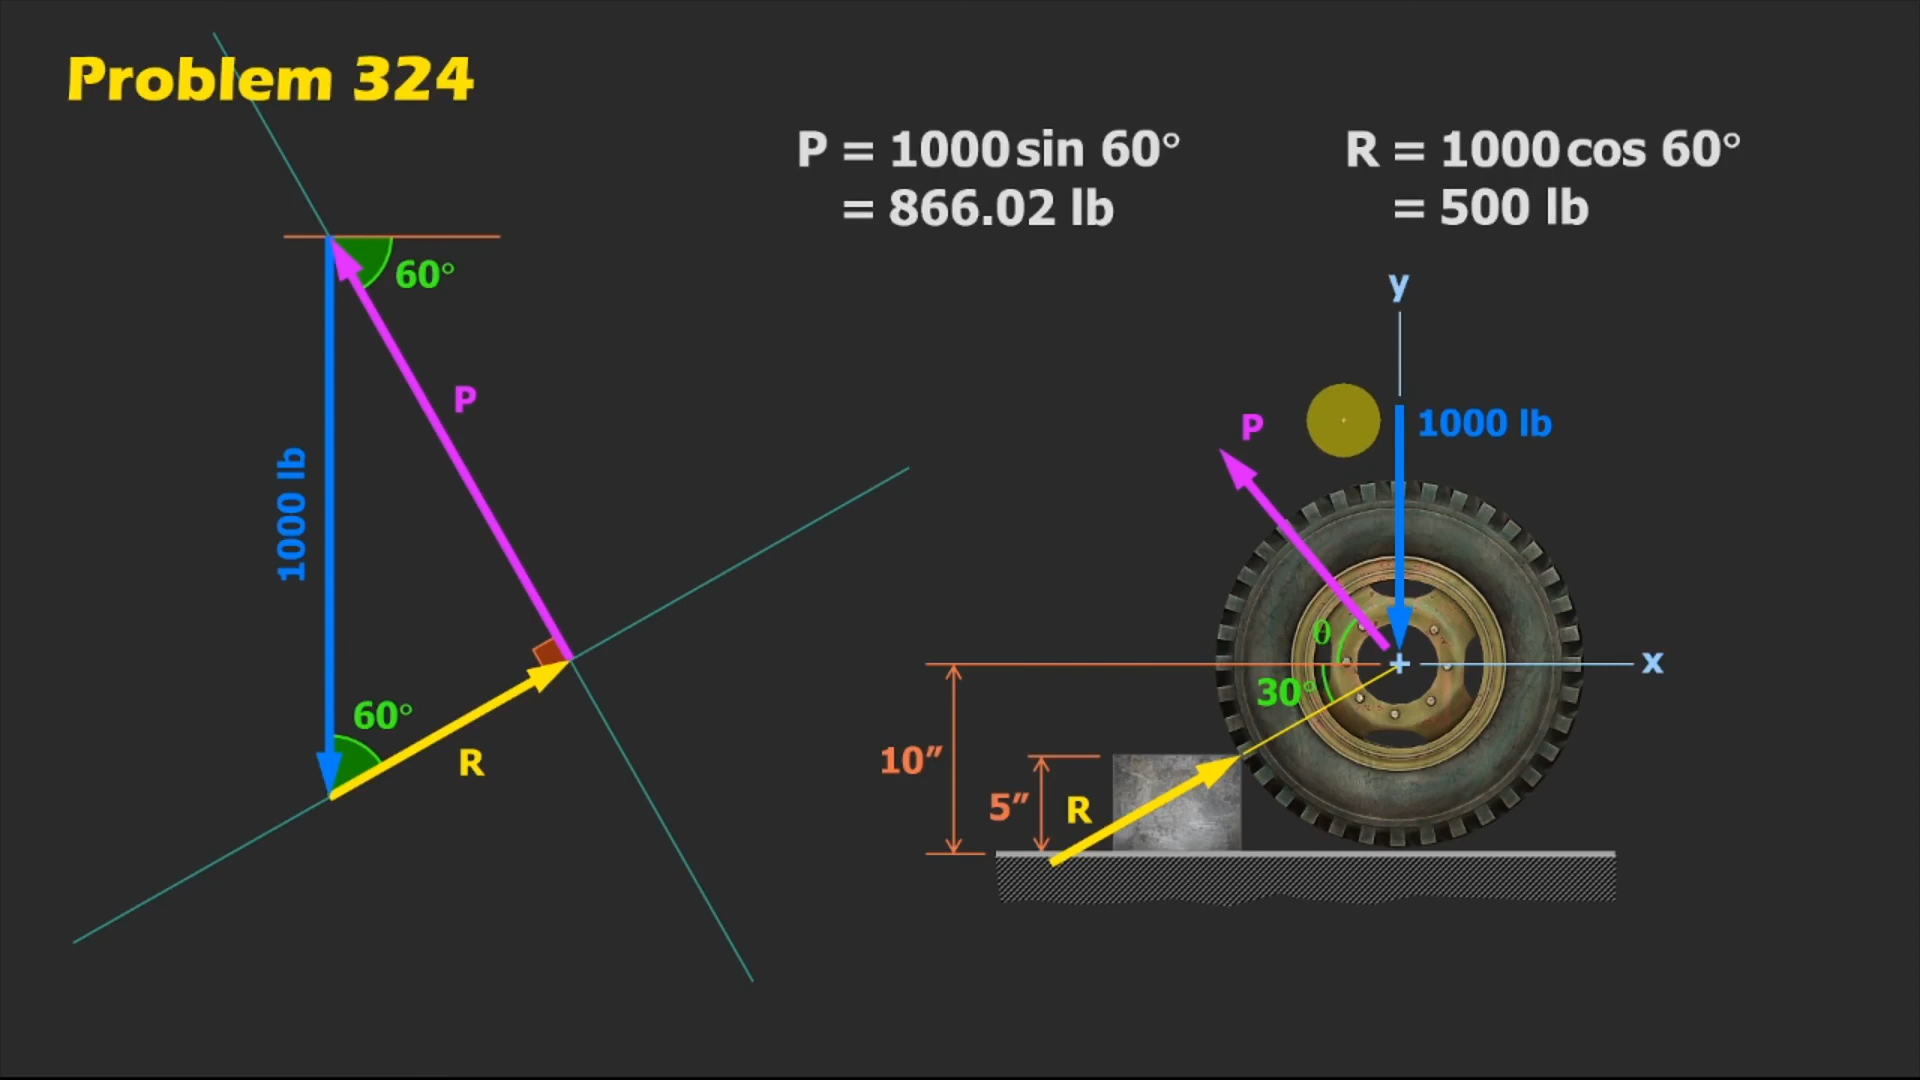 Problem 324
P = 1000 sin 60°
= 866.02 lb
R = 1000 cos 60°
= 500 lb
60°
P
1000 lb
60°
R
y
P
1000 lb
θ
x
30°
10″
5″
R